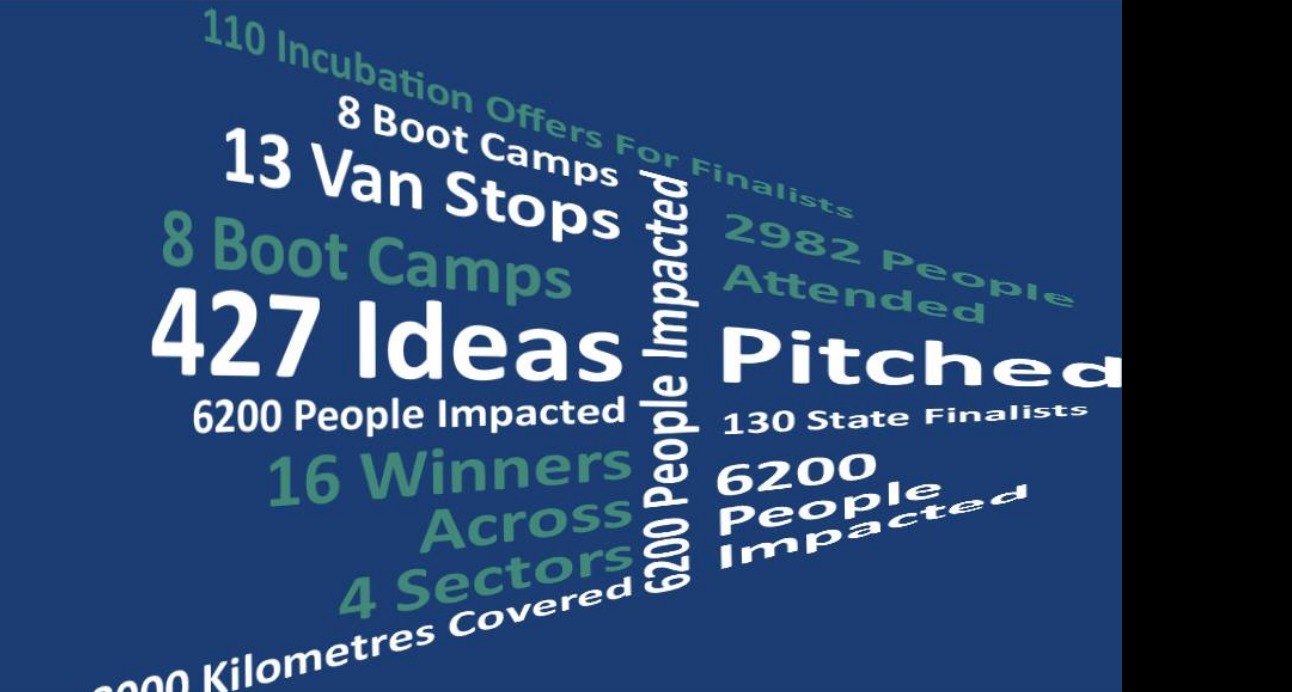 110 Incubation Offers For Finalists
8 Boot Camps
13 Van Stops
8 Boot Camps
427 Ideas
6200 People Impacted
16 Winners
Across
4 Sectors
Kilometres Covered
6200 People Impacted
2982 People
Attended
Pitched
130 State Finalists
6200
People
Impacted